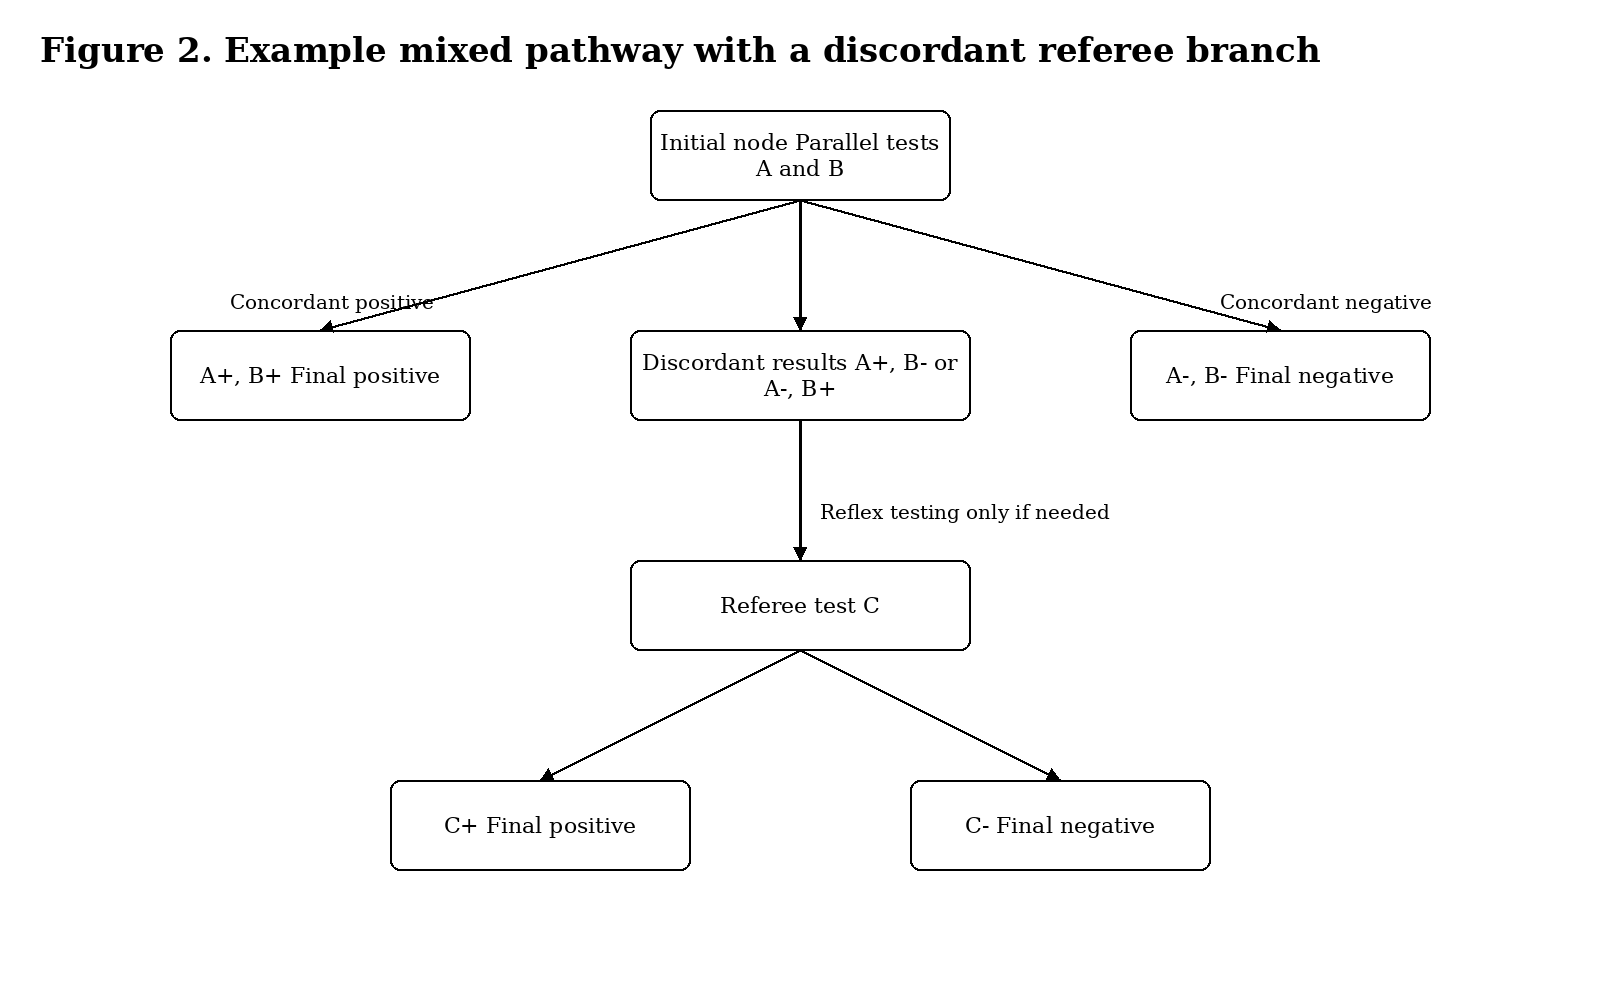 Figure 2. Example mixed pathway with a discordant referee branch
Initial node Parallel tests
A and B
Concordant positive
Concordant negative
A+, B+ Final positive
Discordant results A+, B- or
A-, B+
A-, B- Final negative
Reflex testing only if needed
Referee test C
C+ Final positive
C- Final negative